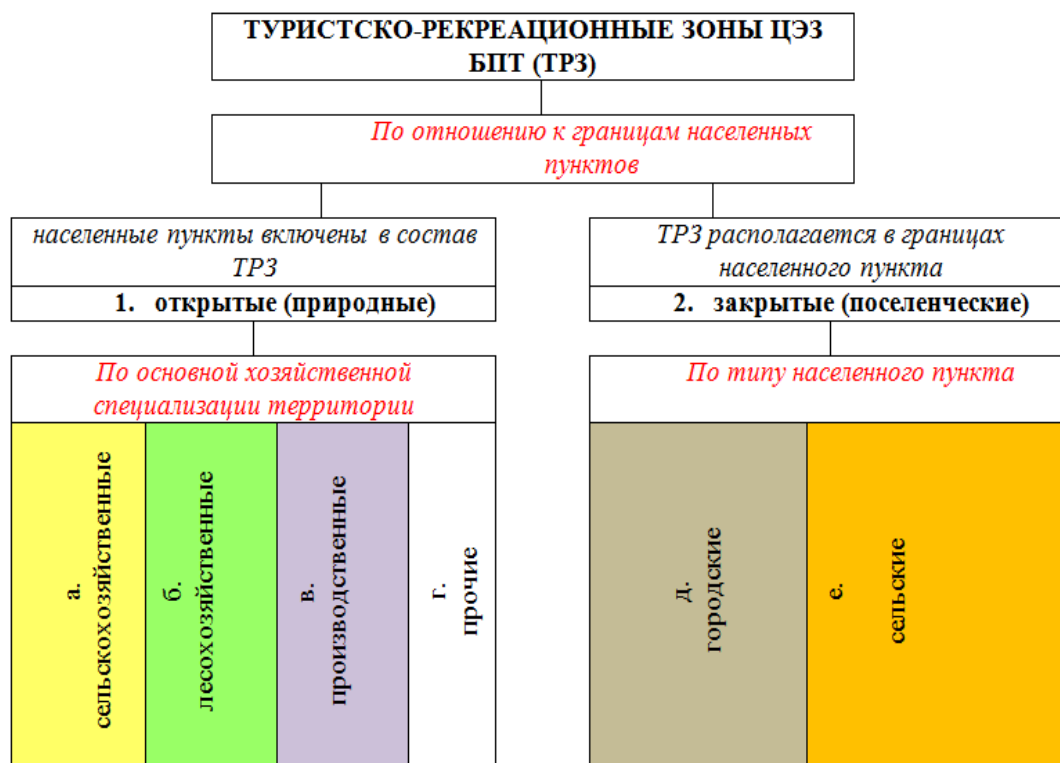 ТУРИСТСКО-РЕКРЕАЦИОННЫЕ ЗОНЫ ЦЭЗ
БПТ (ТРЗ)
По отношению к границам населенных
пунктов
населенные пункты включены в состав
ТРЗ
1. открытые (природные)
ТРЗ располагается в границах
населенного пункта
2. закрытые (поселенческие)
По основной хозяйственной
специализации территории
По типу населенного пункта
а.
сельскохозяйственные
б.
лесохозяйственные
в.
производственные
г.
прочие
д.
городские
е.
сельские